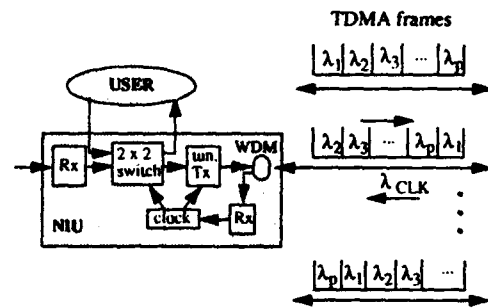 TDMA frames
λ1 λ2 λ3 ... λp
USER
WDM
Rx
2 x 2
switch
tun.
Tx
λ2 λ3 ... λp λ1
λCLK
clock
Rx
NIU
λp λ1 λ2 λ3 ...